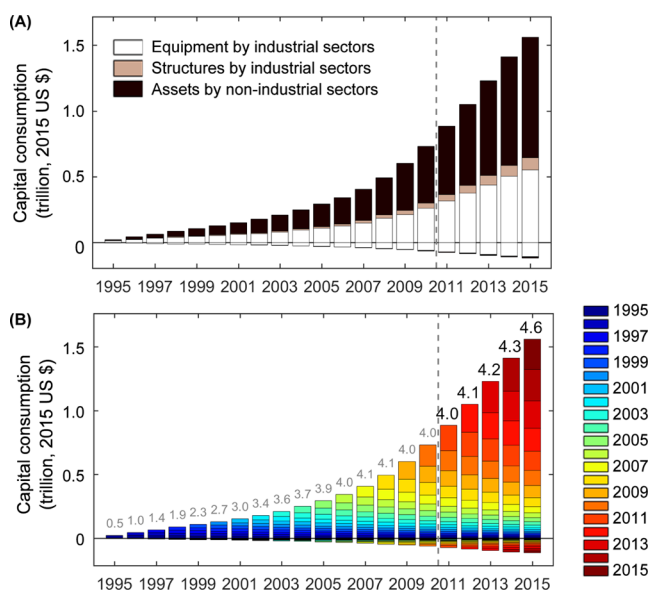 (A)
Capital consumption
(trillion, 2015 US $)
1.5
1.0
0.5
0
Equipment by industrial sectors
Structures by industrial sectors
Assets by non-industrial sectors
1995 1997 1999 2001 2003 2005 2007 2009 2011 2013 2015
(B)
Capital consumption
(trillion, 2015 US $)
1.5
1.0
0.5
0
0.5 1.0 1.4 1.9 2.3 2.7 3.0 3.4 3.6 3.7 3.9 4.0 4.1 4.1 4.0 4.0 4.0 4.1 4.2 4.3 4.6
1995 1997 1999 2001 2003 2005 2007 2009 2011 2013 2015
1995
1997
1999
2001
2003
2005
2007
2009
2011
2013
2015